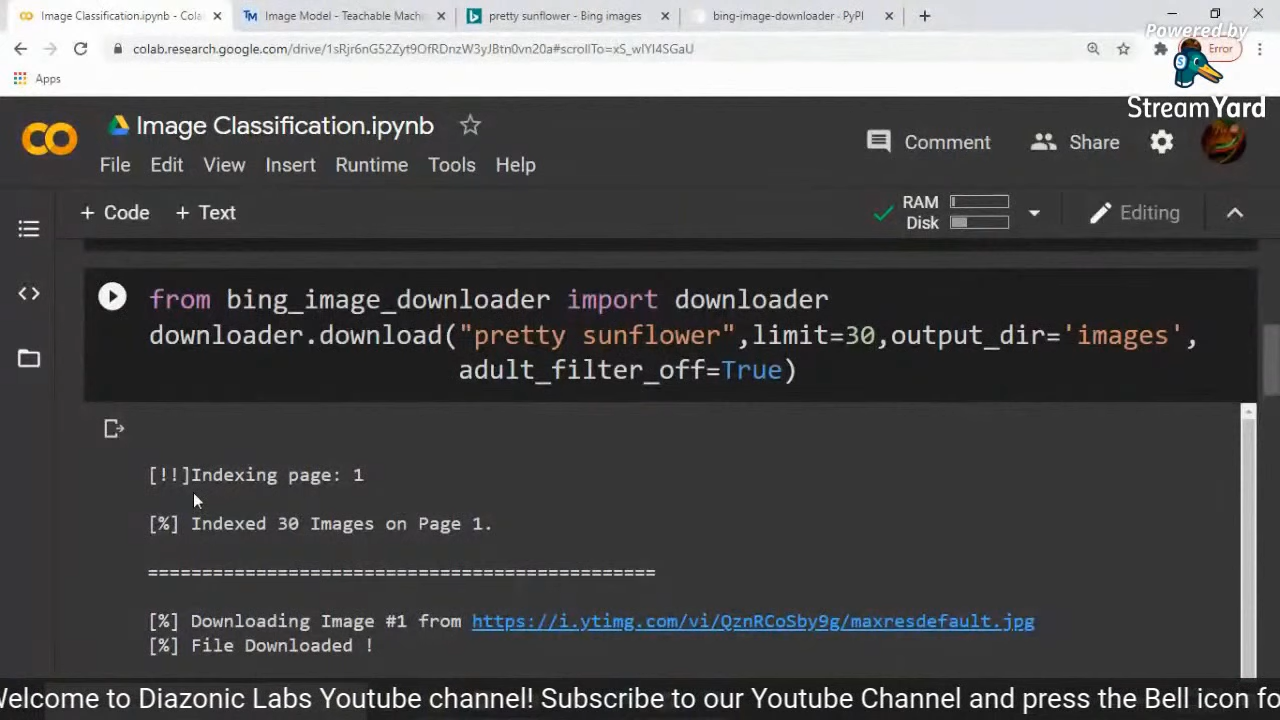 Image Classification.ipynb - Cola
Image Model - Teachable Mach
pretty sunflower - Bing images
bing-image-downloader · PyPI
colab.research.google.com/drive/1sRjr6nG52Zyt9OfRDnzW3yJBtn0vn20a#scrollTo=xS_wIYI4SGaU
Error
Apps
Powered by
StreamYard
Image Classification.ipynb
File Edit View Insert Runtime Tools Help
Comment
Share
+ Code + Text
RAM
Disk
Editing
from bing_image_downloader import downloader
downloader.download("pretty sunflower",limit=30,output_dir='images',
adult_filter_off=True)
[!!]Indexing page: 1
[%] Indexed 30 Images on Page 1.
===============================================
[%] Downloading Image #1 from https://i.ytimg.com/vi/QznRCoSby9g/maxresdefault.jpg
[%] File Downloaded !
Welcome to Diazonic Labs Youtube channel! Subscribe to our Youtube Channel and press the Bell icon fo